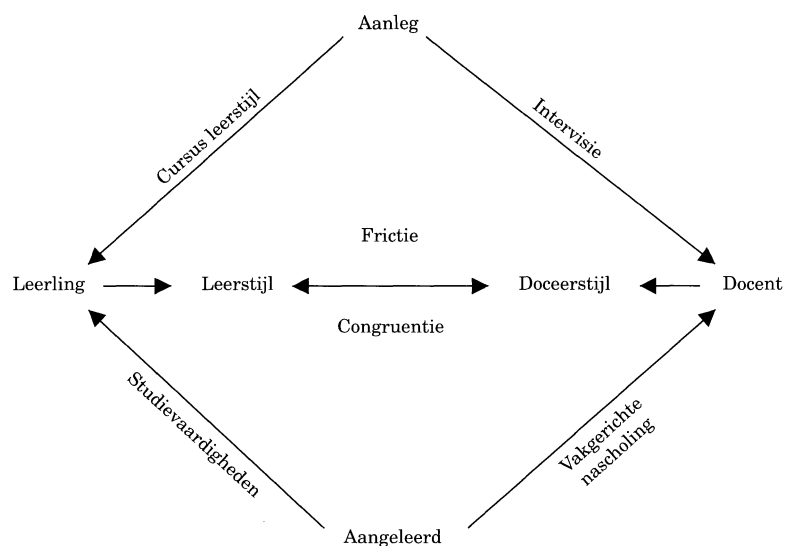 Aanleg
Cursus leerstijl
Intervisie
Frictie
Leerling
Leerstijl
Doceerstijl
Docent
Congruentie
Studievaardigheden
Vakgerichte
nascholing
Aangeleerd